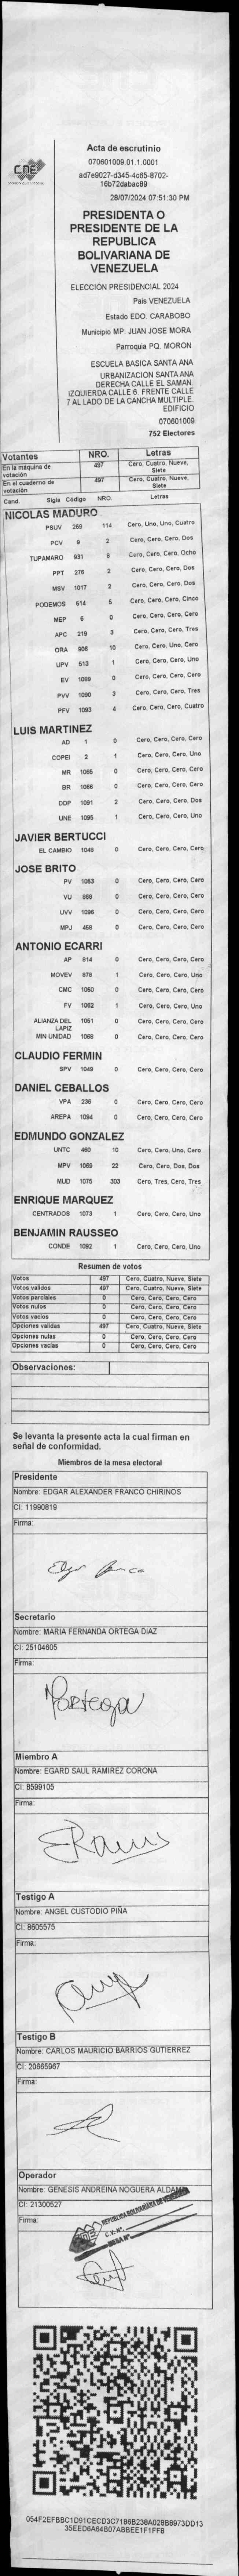 CNE
Acta de escrutinio
070601009.01.1.0001
ad7e9027-d345-4c65-8702-
16b72dabac89
28/07/2024 07:51:30 PM
PRESIDENTA O
PRESIDENTE DE LA
REPUBLICA
BOLIVARIANA DE
VENEZUELA
ELECCIÓN PRESIDENCIAL 2024
Pais VENEZUELA
Estado EDO. CARABOBO
Municipio MP. JUAN JOSE MORA
Parroquia PQ. MORON
ESCUELA BASICA SANTA ANA
URBANIZACION SANTA ANA
DERECHA CALLE EL SAMAN.
IZQUIERDA CALLE 6. FRENTE CALLE
7 AL LADO DE LA CANCHA MULTIPLE.
EDIFICIO
070601009
752 Electores
Votantes NRO. Letras
En la máquina de votación 497 Cero, Cuatro, Nueve, Siete
En el cuaderno de votación 497 Cero, Cuatro, Nueve, Siete
Cand. Sigla Código NRO. Letras
NICOLAS MADURO
PSUV 269 114 Cero, Uno, Uno, Cuatro
PCV 9 2 Cero, Cero, Cero, Dos
TUPAMARO 931 8 Cero, Cero, Cero, Ocho
PPT 276 2 Cero, Cero, Cero, Dos
MSV 1017 2 Cero, Cero, Cero, Dos
PODEMOS 514 5 Cero, Cero, Cero, Cinco
MEP 6 0 Cero, Cero, Cero, Cero
APC 219 3 Cero, Cero, Cero, Tres
ORA 908 10 Cero, Cero, Uno, Cero
UPV 613 1 Cero, Cero, Cero, Uno
EV 1089 0 Cero, Cero, Cero, Cero
PVV 1090 3 Cero, Cero, Cero, Tres
PFV 1093 4 Cero, Cero, Cero, Cuatro
LUIS MARTINEZ
AD 1 0 Cero, Cero, Cero, Cero
COPEI 2 1 Cero, Cero, Cero, Uno
MR 1065 0 Cero, Cero, Cero, Cero
BR 1066 0 Cero, Cero, Cero, Cero
DDP 1091 2 Cero, Cero, Cero, Dos
UNE 1095 1 Cero, Cero, Cero, Uno
JAVIER BERTUCCI
EL CAMBIO 1048 0 Cero, Cero, Cero, Cero
JOSE BRITO
PV 1053 0 Cero, Cero, Cero, Cero
VU 868 0 Cero, Cero, Cero, Cero
UVV 1096 0 Cero, Cero, Cero, Cero
MPJ 458 0 Cero, Cero, Cero, Cero
ANTONIO ECARRI
AP 814 0 Cero, Cero, Cero, Cero
MOVEV 878 1 Cero, Cero, Cero, Uno
CMC 1050 0 Cero, Cero, Cero, Cero
FV 1062 1 Cero, Cero, Cero, Uno
ALIANZA DEL LAPIZ 1051 0 Cero, Cero, Cero, Cero
MIN UNIDAD 1088 0 Cero, Cero, Cero, Cero
CLAUDIO FERMIN
SPV 1049 0 Cero, Cero, Cero, Cero
DANIEL CEBALLOS
VPA 236 0 Cero, Cero, Cero, Cero
AREPA 1094 0 Cero, Cero, Cero, Cero
EDMUNDO GONZALEZ
UNTC 460 10 Cero, Cero, Uno, Cero
MPV 1069 22 Cero, Cero, Dos, Dos
MUD 1075 303 Cero, Tres, Cero, Tres
ENRIQUE MARQUEZ
CENTRADOS 1073 1 Cero, Cero, Cero, Uno
BENJAMIN RAUSSEO
CONDE 1092 1 Cero, Cero, Cero, Uno
Resumen de votos
Votos 497 Cero, Cuatro, Nueve, Siete
Votos validos 497 Cero, Cuatro, Nueve, Siete
Votos parciales 0 Cero, Cero, Cero, Cero
Votos nulos 0 Cero, Cero, Cero, Cero
Votos vacios 0 Cero, Cero, Cero, Cero
Opciones validas 497 Cero, Cuatro, Nueve, Siete
Opciones nulas 0 Cero, Cero, Cero, Cero
Opciones vacias 0 Cero, Cero, Cero, Cero
Observaciones:
Se levanta la presente acta la cual firman en
señal de conformidad.
Miembros de la mesa electoral
Presidente
Nombre: EDGAR ALEXANDER FRANCO CHIRINOS
CI: 11990819
Firma:
Secretario
Nombre: MARIA FERNANDA ORTEGA DIAZ
CI: 25104605
Firma:
MOrtega
Miembro A
Nombre: EGARD SAUL RAMIREZ CORONA
CI: 8599105
Firma:
Testigo A
Nombre: ANGEL CUSTODIO PIÑA
CI: 8605575
Firma:
Testigo B
Nombre: CARLOS MAURICIO BARRIOS GUTIERREZ
CI: 20665967
Firma:
Operador
Nombre: GENESIS ANDREINA NOGUERA ALDAMA
CI: 21300527
Firma:
REPUBLICA BOLIVARIANA DE VENEZUELA
054F2EFBBC1D91CECD3C7186B238A028B8973DD13
35EED6A64B07ABBEE1F1FF8